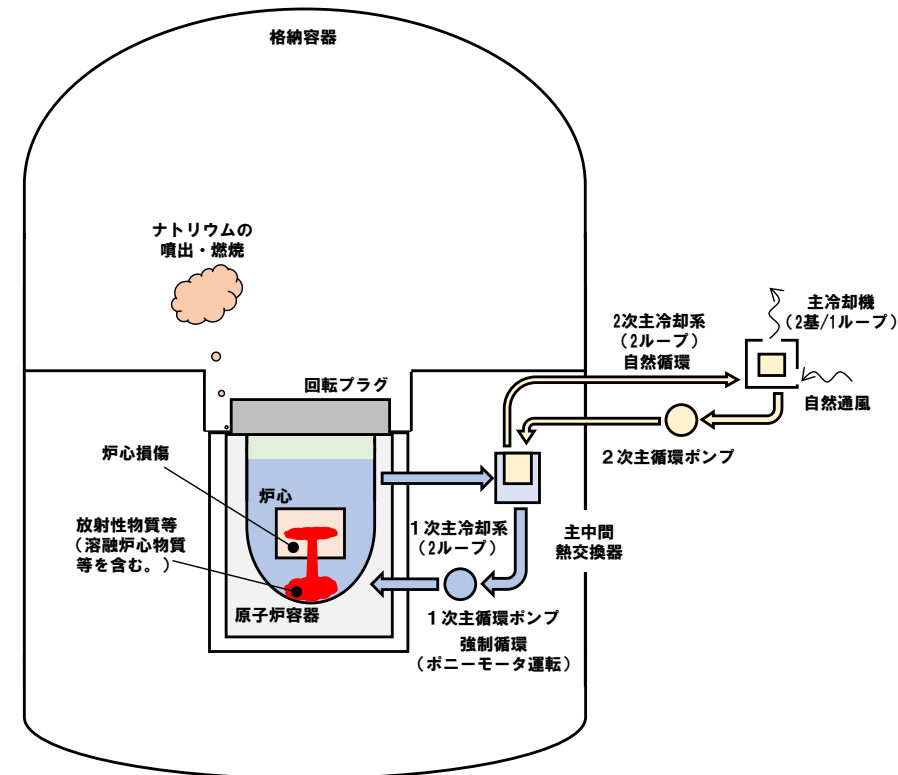 格納容器
ナトリウムの
噴出・燃焼
主冷却機
(2基/1ループ)
2次主冷却系
(2ループ)
自然循環
自然通風
回転プラグ
2次主循環ポンプ
炉心損傷
炉心
放射性物質等
(溶融炉心物質
等を含む。)
1次主冷却系
(2ループ)
主中間
熱交換器
原子炉容器
1次主循環ポンプ
強制循環
(ポニーモータ運転)